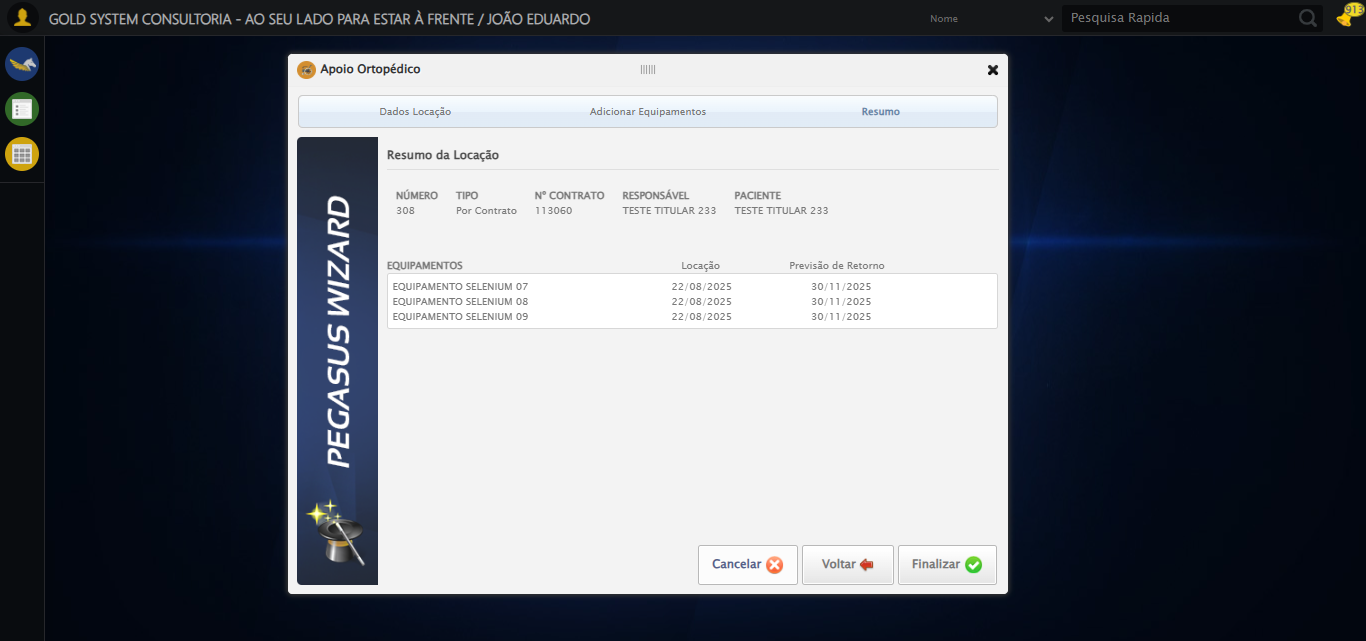 GOLD SYSTEM CONSULTORIA - AO SEU LADO PARA ESTAR À FRENTE / JOÃO EDUARDO
Nome
Pesquisa Rapida
913
Apoio Ortopédico
Dados Locação
Adicionar Equipamentos
Resumo
PEGASUS WIZARD
Resumo da Locação
NÚMERO TIPO Nº CONTRATO RESPONSÁVEL PACIENTE
308 Por Contrato 113060 TESTE TITULAR 233 TESTE TITULAR 233
EQUIPAMENTOS Locação Previsão de Retorno
EQUIPAMENTO SELENIUM 07 22/08/2025 30/11/2025
EQUIPAMENTO SELENIUM 08 22/08/2025 30/11/2025
EQUIPAMENTO SELENIUM 09 22/08/2025 30/11/2025
Cancelar
Voltar
Finalizar